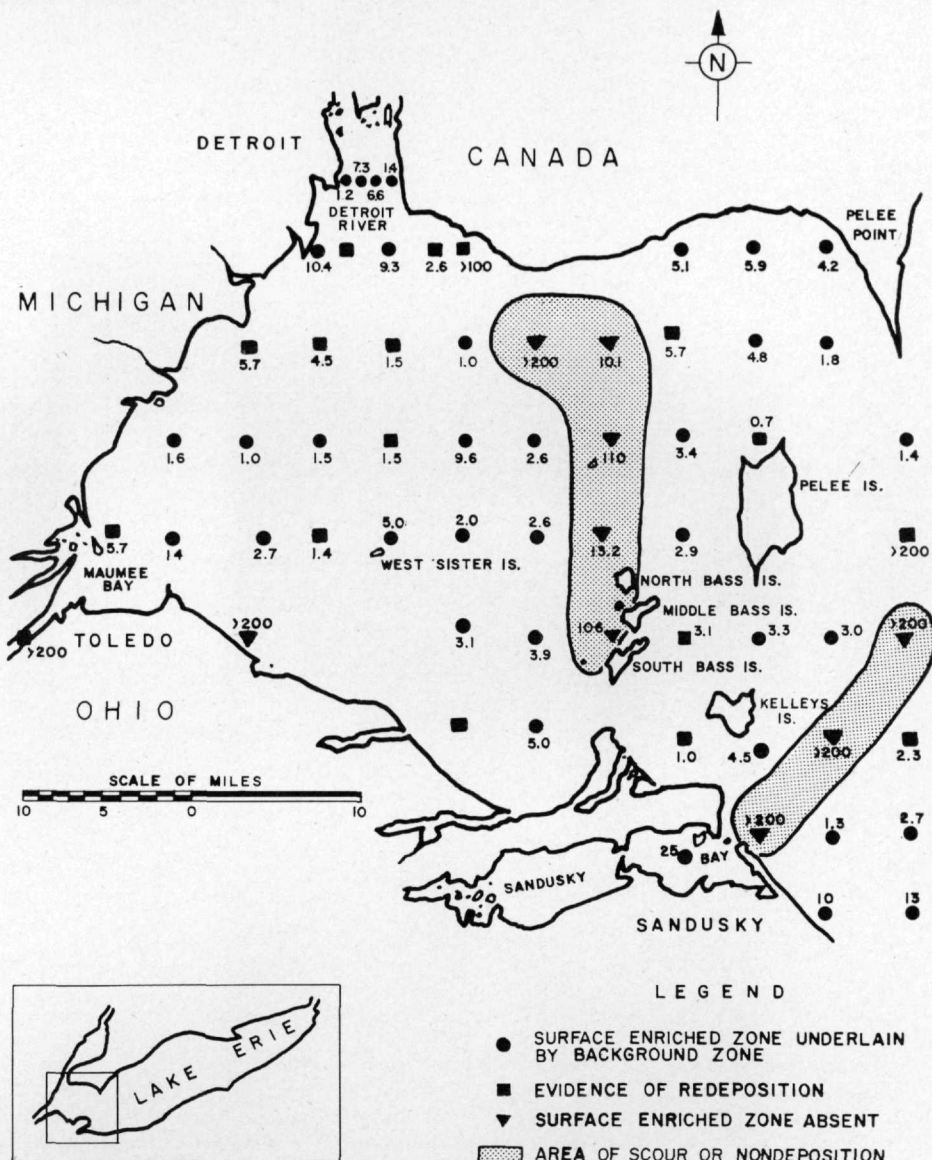 N
DETROIT
CANADA
7.3 1.4
1.2 6.6
DETROIT
RIVER
PELEE
POINT
10.4 9.3 2.6 >100 5.1 5.9 4.2
MICHIGAN
5.7 4.5 1.5 1.0 >200 10.1 5.7 4.8 1.8
0.7
1.6 1.0 1.5 1.5 9.6 2.6 110 3.4 1.4
PELEE IS.
5.0 2.0 2.6
5.7 14 2.7 1.4 13.2 2.9 >200
WEST SISTER IS.
MAUMEE
BAY
NORTH BASS IS.
MIDDLE BASS IS.
>200 106 3.1 3.3 3.0 >200
TOLEDO
>200 3.1 3.9
SOUTH BASS IS.
OHIO
KELLEYS
IS.
5.0 1.0 4.5 >200 2.3
SCALE OF MILES
10 5 0 10
>200 1.3 2.7
25 BAY
SANDUSKY
10 13
SANDUSKY
LEGEND
LAKE ERIE
SURFACE ENRICHED ZONE UNDERLAIN
BY BACKGROUND ZONE
EVIDENCE OF REDEPOSITION
SURFACE ENRICHED ZONE ABSENT
AREA OF SCOUR OR NONDEPOSITION